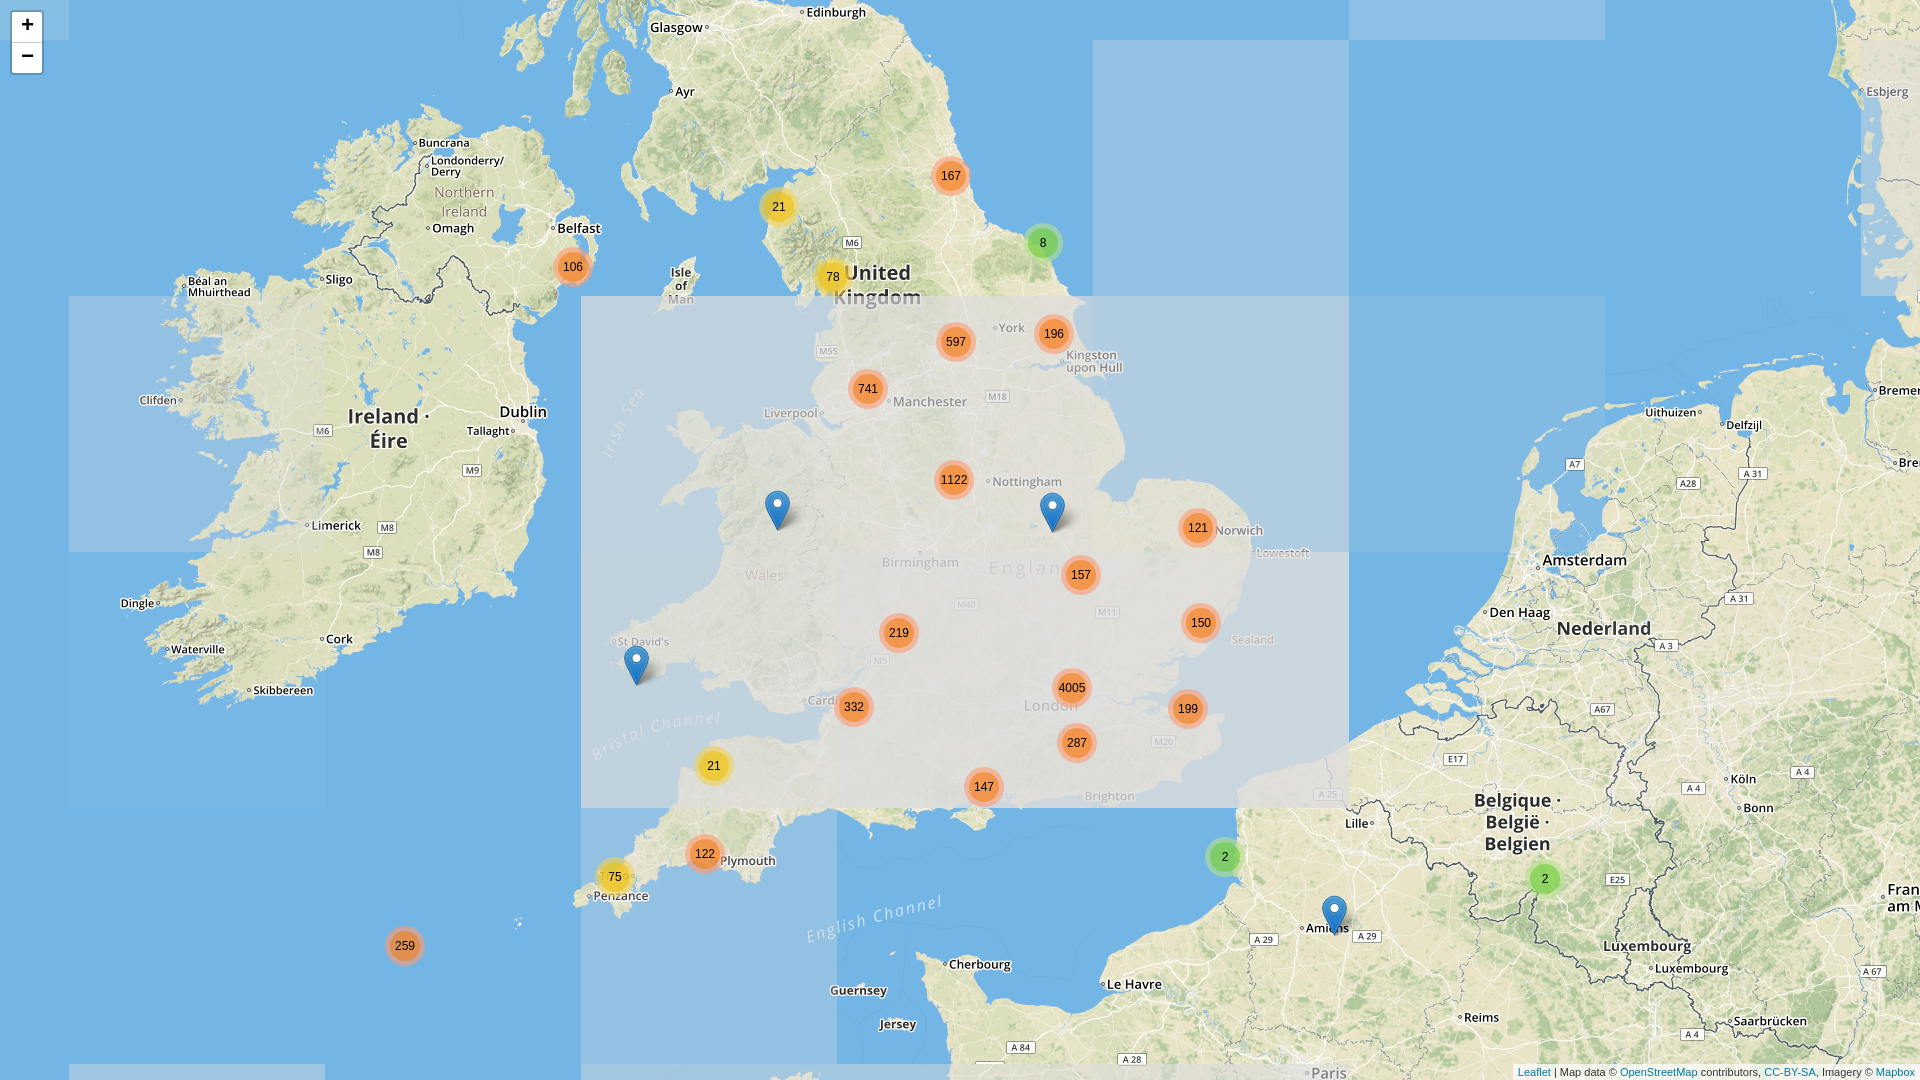 +
−
Edinburgh
Glasgow
Ayr
Esbjerg
Buncrana
Londonderry/
Derry
167
Northern
Ireland
21
Omagh
Belfast
M6
8
106
78
United
Kingdom
Isle
of
Man
Sligo
Béal an
Mhuirthead
York
196
597
M55
Kingston
upon Hull
741
Manchester
M18
Clifden
Liverpool
Irish Sea
Ireland ·
Éire
Dublin
Tallaght
M6
M9
Uithuizen
Delfzijl
Bremer
A7
A 31
A28
Bre
1122
Nottingham
Limerick
M8
M8
121
Norwich
Lowestoft
Birmingham
Wales
Englan
157
Amsterdam
M40
M11
A 31
Dingle
Den Haag
Nederland
150
219
Sealand
Cork
St David's
Waterville
A 3
M5
Skibbereen
4005
London
Cardi
332
199
A67
Bristol Channel
287
M20
E17
21
147
Brighton
A 25
Köln
A 4
A 4
Bonn
Belgique ·
België ·
Belgien
Lille
122
Plymouth
2
75
Penzance
2
E25
Fran
am M
English Channel
Amiens
A 29
A 29
259
Luxembourg
Luxembourg
A 67
Cherbourg
Le Havre
Guernsey
Jersey
Reims
Saarbrücken
A 4
A 84
A 28
Paris
Leaflet | Map data © OpenStreetMap contributors, CC-BY-SA, Imagery © Mapbox